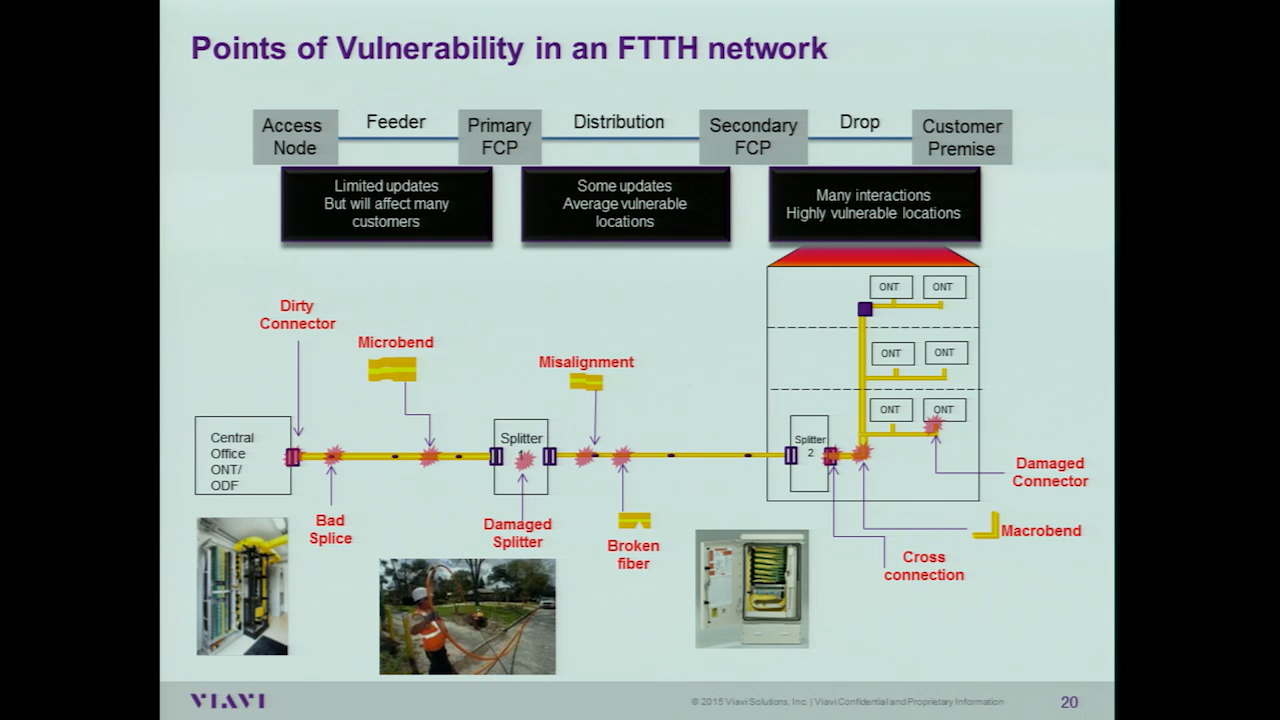 Points of Vulnerability in an FTTH network
Access
Node
Feeder
Primary
FCP
Distribution
Secondary
FCP
Drop
Customer
Premise
Limited updates
But will affect many
customers
Some updates
Average vulnerable
locations
Many interactions
Highly vulnerable locations
ONT
ONT
ONT
ONT
ONT
ONT
Dirty
Connector
Microbend
Misalignment
Central
Office
ONT/
ODF
Splitter
1
Splitter
2
Bad
Splice
Damaged
Splitter
Broken
fiber
Damaged
Connector
Macrobend
Cross
connection
VIAVI
© 2015 Viavi Solutions, Inc. | Viavi Confidential and Proprietary Information
20